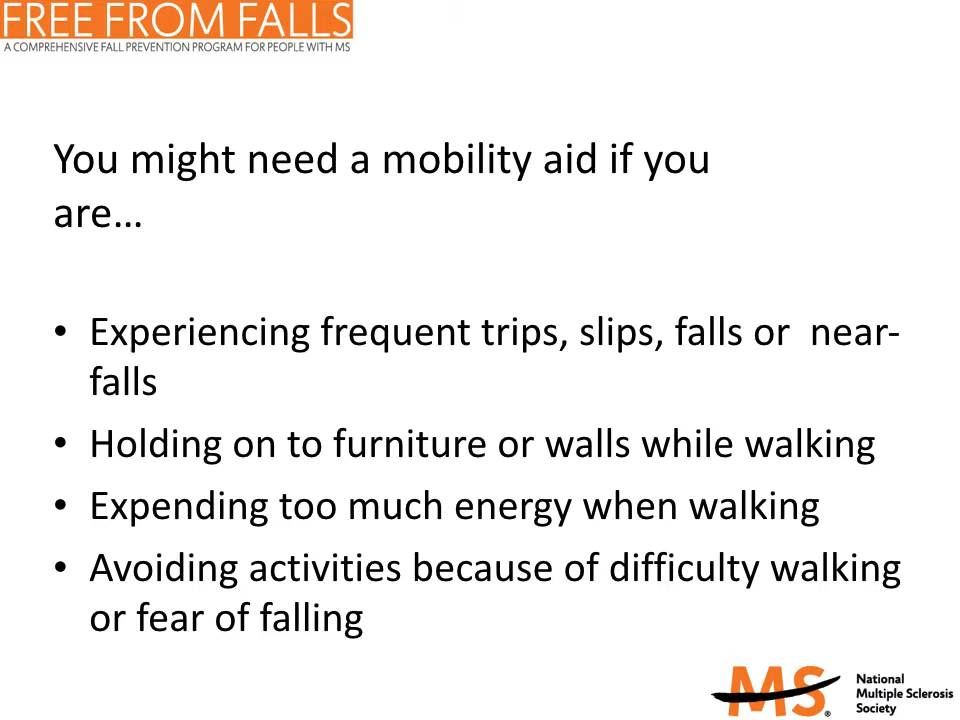 FREE FROM FALLS
A COMPREHENSIVE FALL PREVENTION PROGRAM FOR PEOPLE WITH MS
You might need a mobility aid if you
are…
• Experiencing frequent trips, slips, falls or  near-
falls
• Holding on to furniture or walls while walking
• Expending too much energy when walking
• Avoiding activities because of difficulty walking
or fear of falling
MS®
National
Multiple Sclerosis
Society